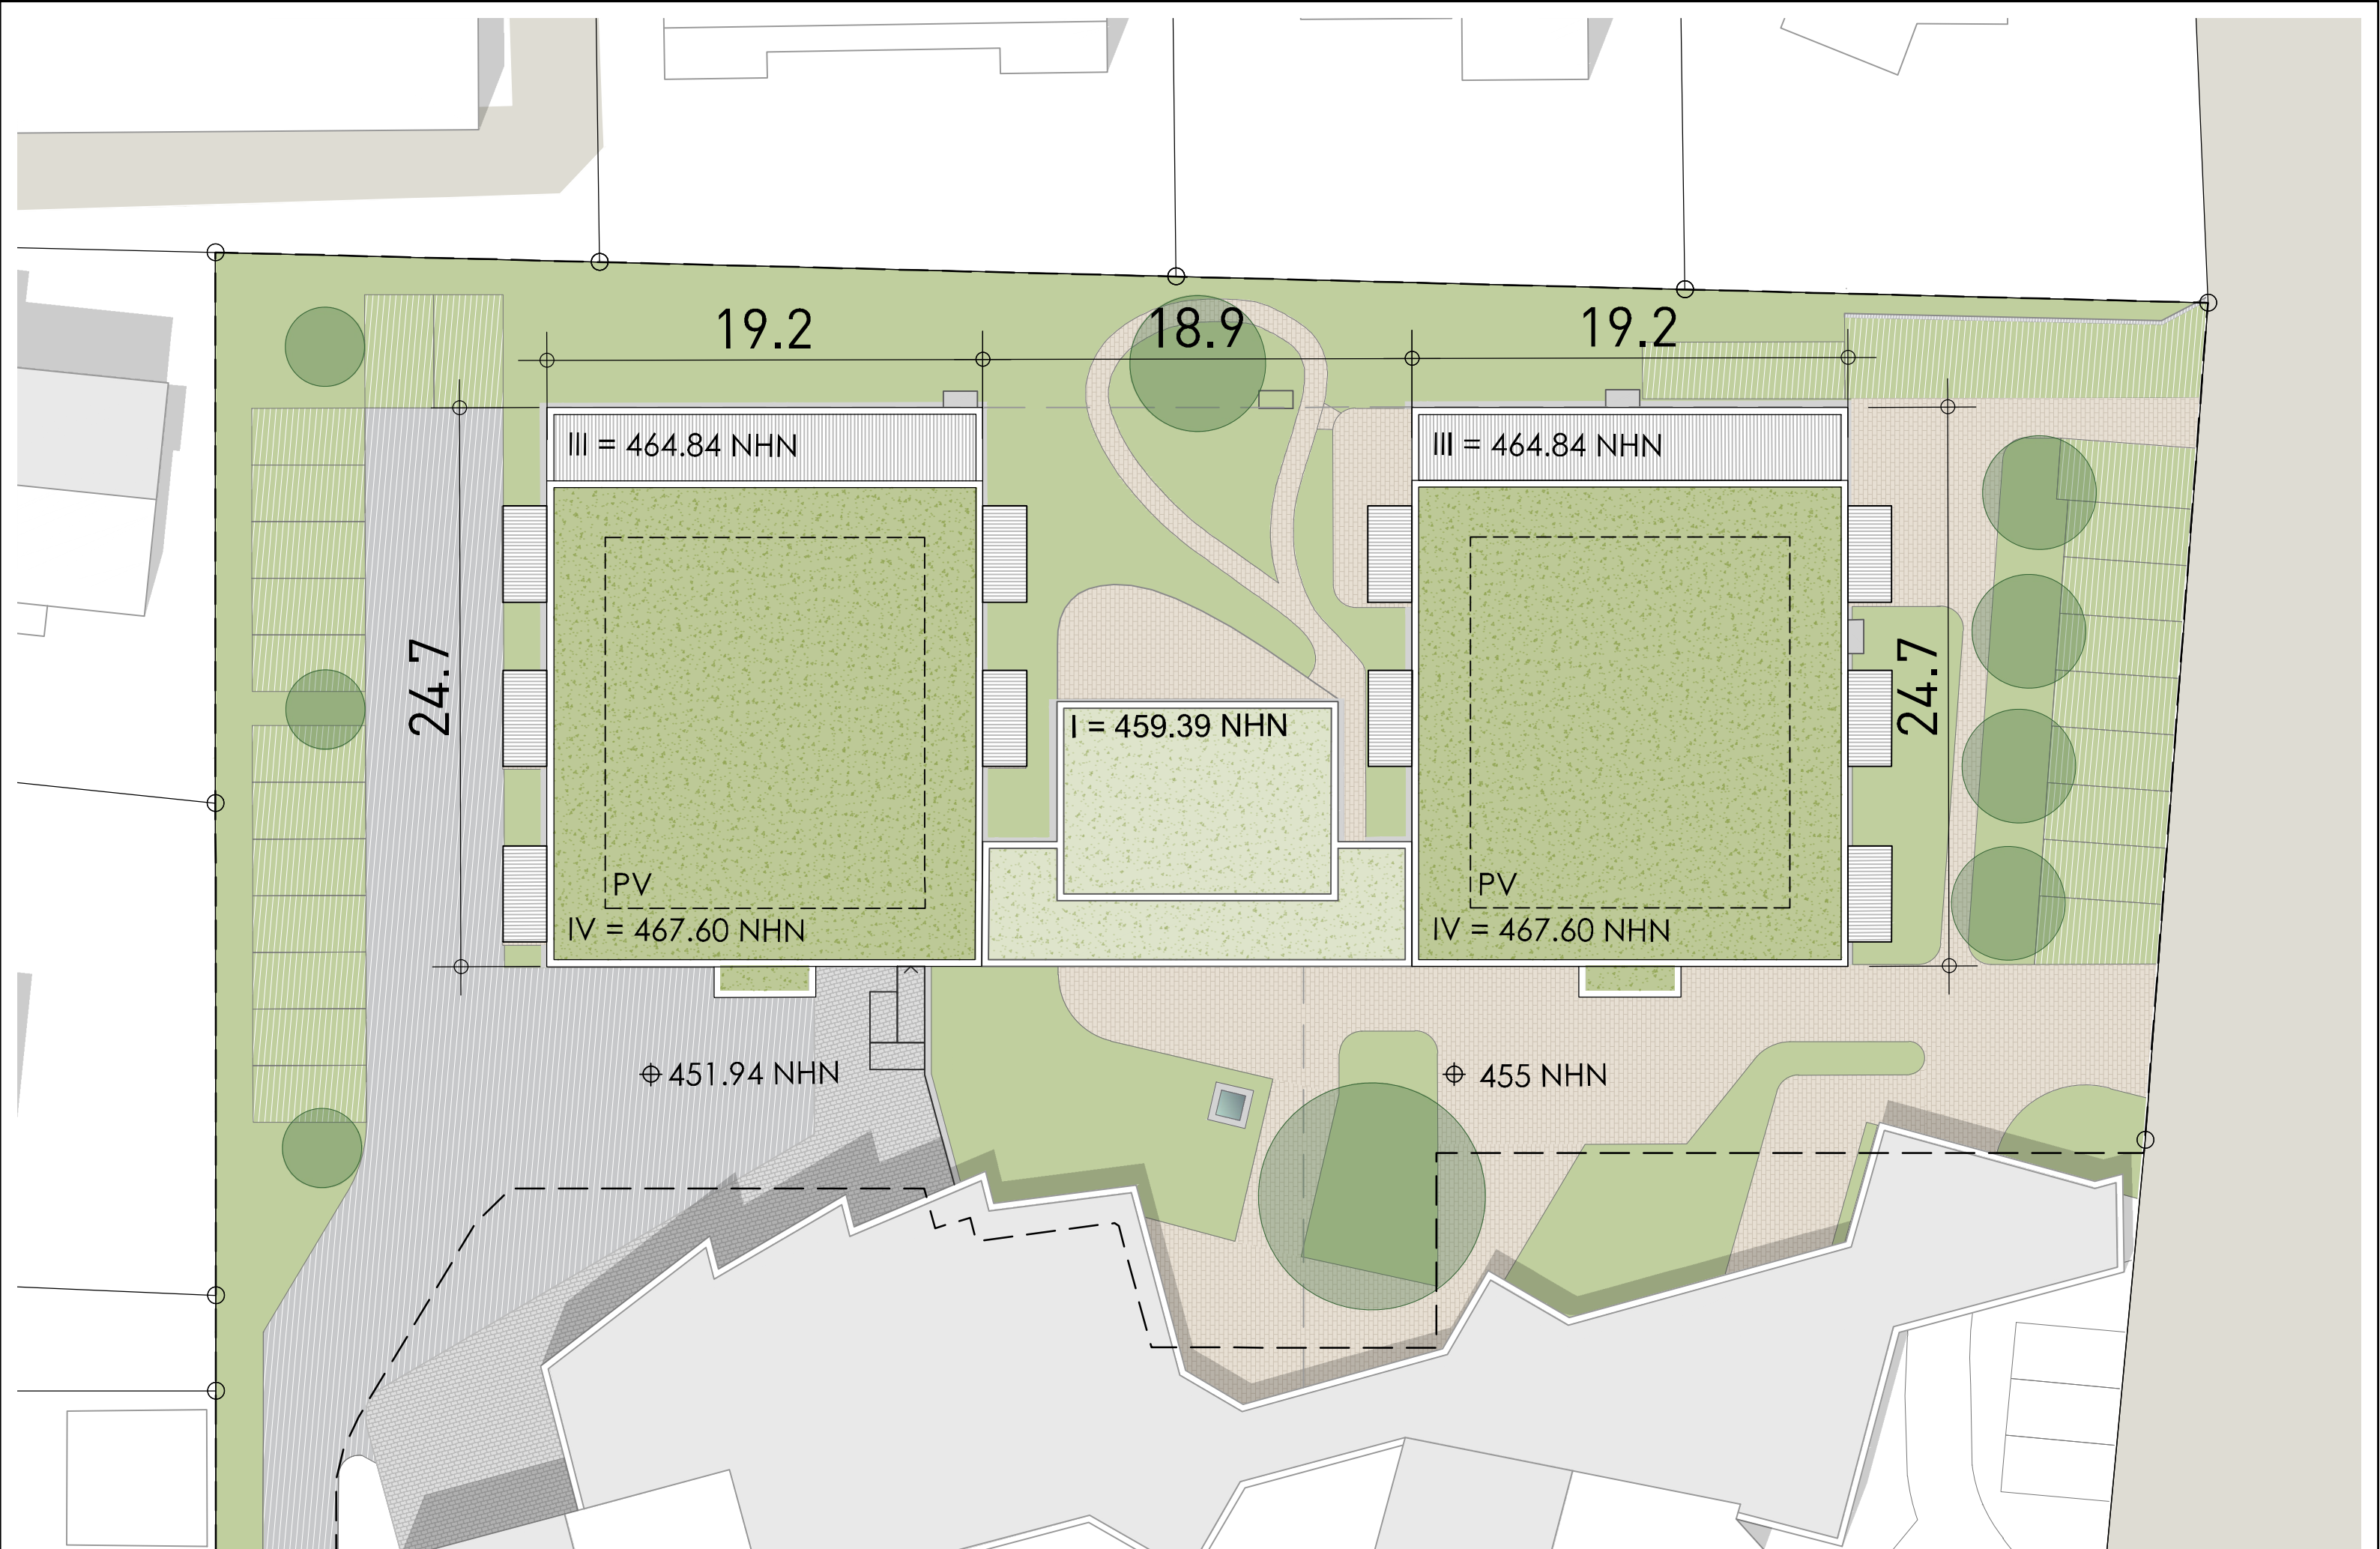 19.2
18.9
19.2
III = 464.84 NHN
III = 464.84 NHN
24.7
24.7
I = 459.39 NHN
PV
PV
IV = 467.60 NHN
IV = 467.60 NHN
451.94 NHN
455 NHN